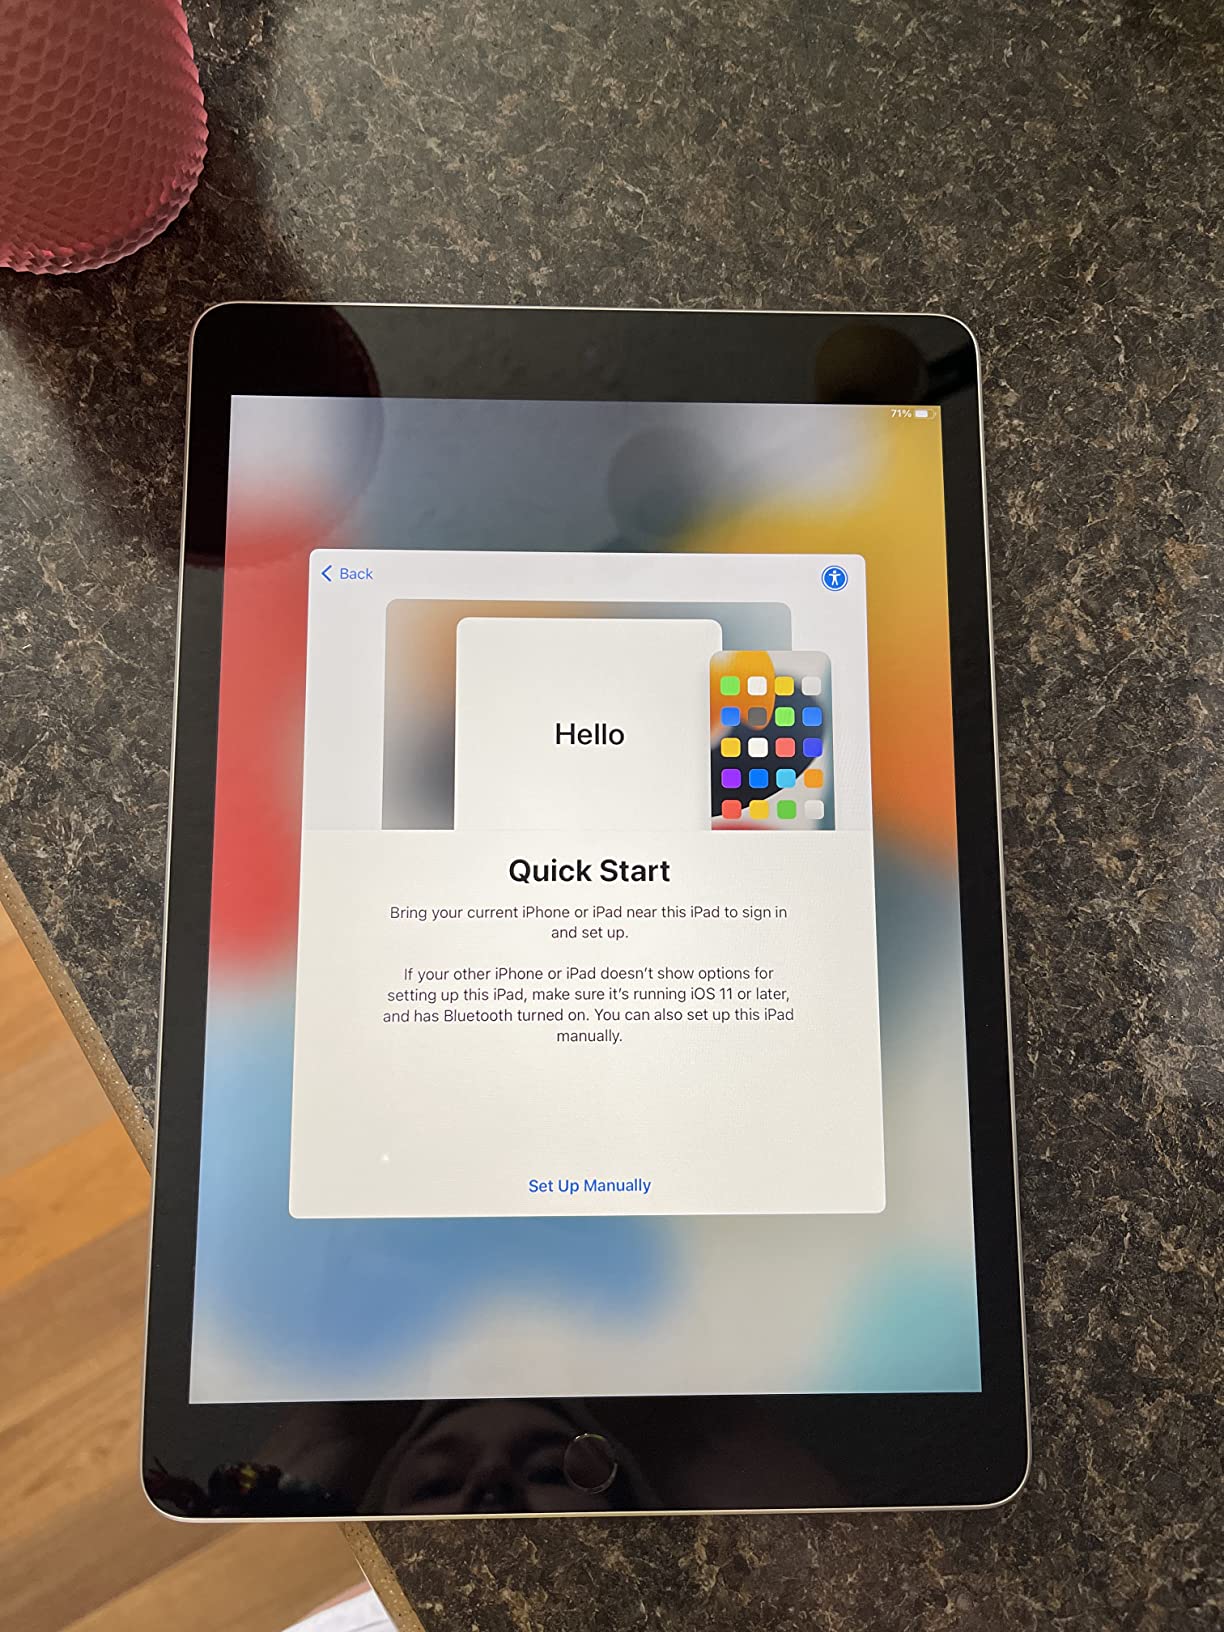 71%
Back
Hello
Quick Start
Bring your current iPhone or iPad near this iPad to sign in
and set up.
If your other iPhone or iPad doesn’t show options for
setting up this iPad, make sure it’s running iOS 11 or later,
and has Bluetooth turned on. You can also set up this iPad
manually.
Set Up Manually